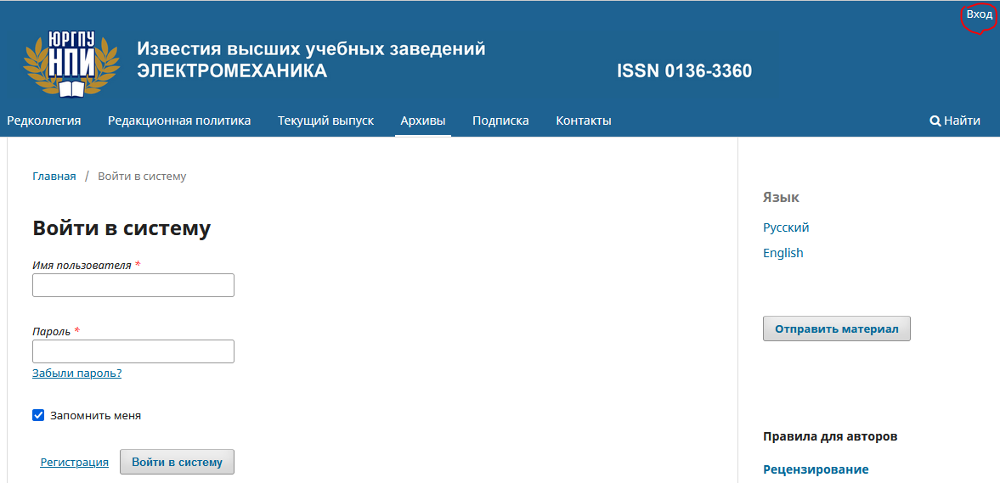 Вход
ЮРГПУ
НПИ
Известия высших учебных заведений
ЭЛЕКТРОМЕХАНИКА
ISSN 0136-3360
Редколлегия Редакционная политика Текущий выпуск Архивы Подписка Контакты Найти
Главная / Войти в систему
Войти в систему
Имя пользователя *
Пароль *
Забыли пароль?
Запомнить меня
Регистрация Войти в систему
Язык
Русский
English
Отправить материал
Правила для авторов
Рецензирование